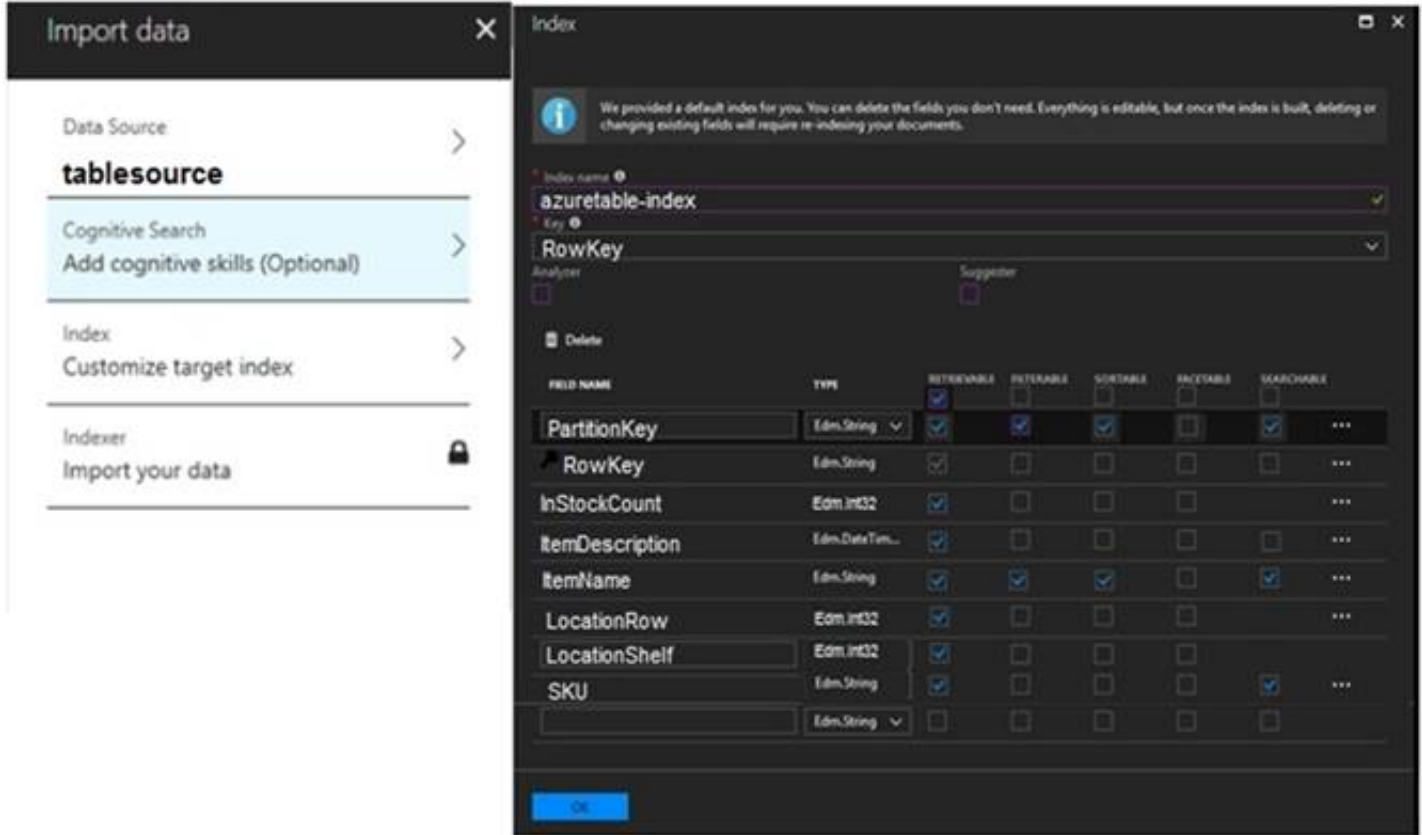 Import data
Data Source
tablesource
Cognitive Search
Add cognitive skills (Optional)
Index
Customize target index
Indexer
Import your data
Index
We provided a default index for you. You can delete the fields you don't need. Everything is editable, but once the index is built, deleting or
changing existing fields will require re-indexing your documents.
* Index name
azuretable-index
* Key
RowKey
Analyzer Suggester
Delete
FIELD NAME TYPE RETRIEVABLE FILTERABLE SORTABLE FACETABLE SEARCHABLE
PartitionKey Edm.String ...
RowKey Edm.String ...
InStockCount Edm.Int32 ...
ItemDescription Edm.DateTim... ...
ItemName Edm.String ...
LocationRow Edm.Int32 ...
LocationShelf Edm.Int32
SKU Edm.String ...
Edm.String
OK